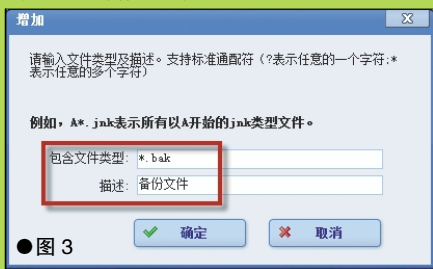 增加
请输入文件类型及描述。支持标准通配符（?表示任意的一个字符;*
表示任意的多个字符）
例如，A*.jnk表示所有以A开始的jnk类型文件。
包含文件类型: *.bak
描述: 备份文件
确定 取消
●图 3